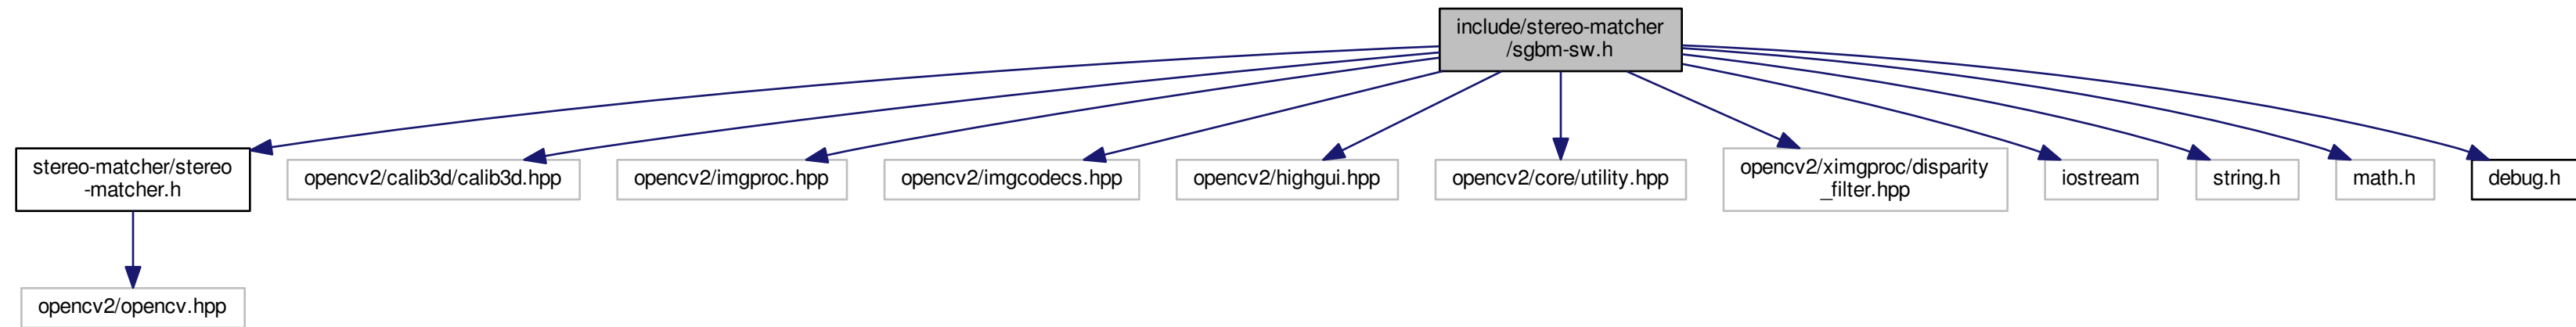 include/stereo-matcher
/sgbm-sw.h
stereo-matcher/stereo
-matcher.h
opencv2/calib3d/calib3d.hpp
opencv2/imgproc.hpp
opencv2/imgcodecs.hpp
opencv2/highgui.hpp
opencv2/core/utility.hpp
opencv2/ximgproc/disparity
_filter.hpp
iostream
string.h
math.h
debug.h
opencv2/opencv.hpp